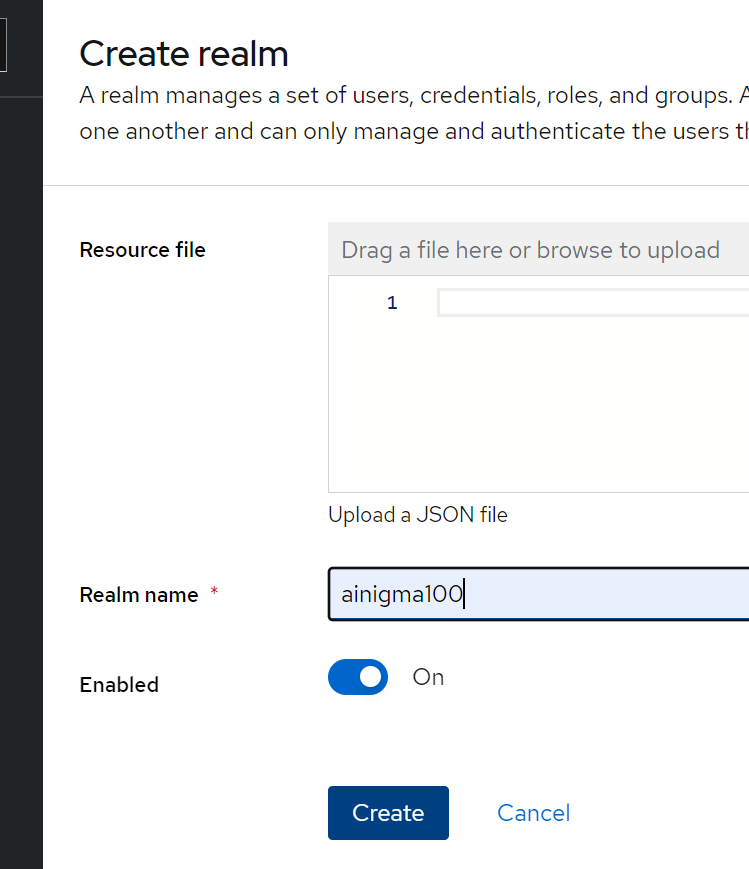 Create realm
A realm manages a set of users, credentials, roles, and groups. A
one another and can only manage and authenticate the users th
Resource file
Drag a file here or browse to upload
1
Upload a JSON file
Realm name *
ainigma100
Enabled
On
Create
Cancel